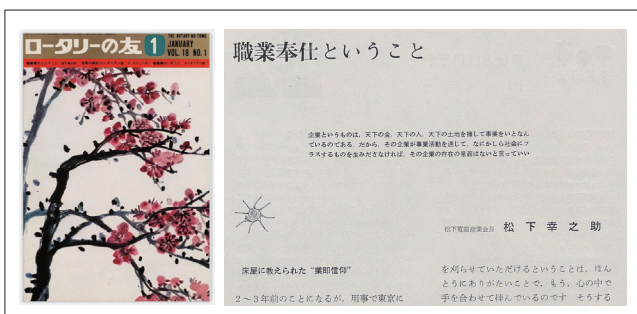 ロータリーの友
1
THE ROTARY-NO-TOMO
JANUARY
VOL. 18 NO. 1
職業奉仕ということ
企業というものは、天下の金、天下の人、天下の土地を擁して事業をいとなん
でいるのである。だから、その企業が事業活動を通じて、なにかしら社会にプ
ラスするものを生みださなければ、その企業の存在の意義はないと言っていい
松下電器産業会長 松下幸之助
床屋に教えられた“業即信仰”
2〜3年前のことになるが、用事で東京に
を刈らせていただけるということは、ほん
とうにありがたいことで、もう、心の中で
手を合わせて拝んでいるのです そうする